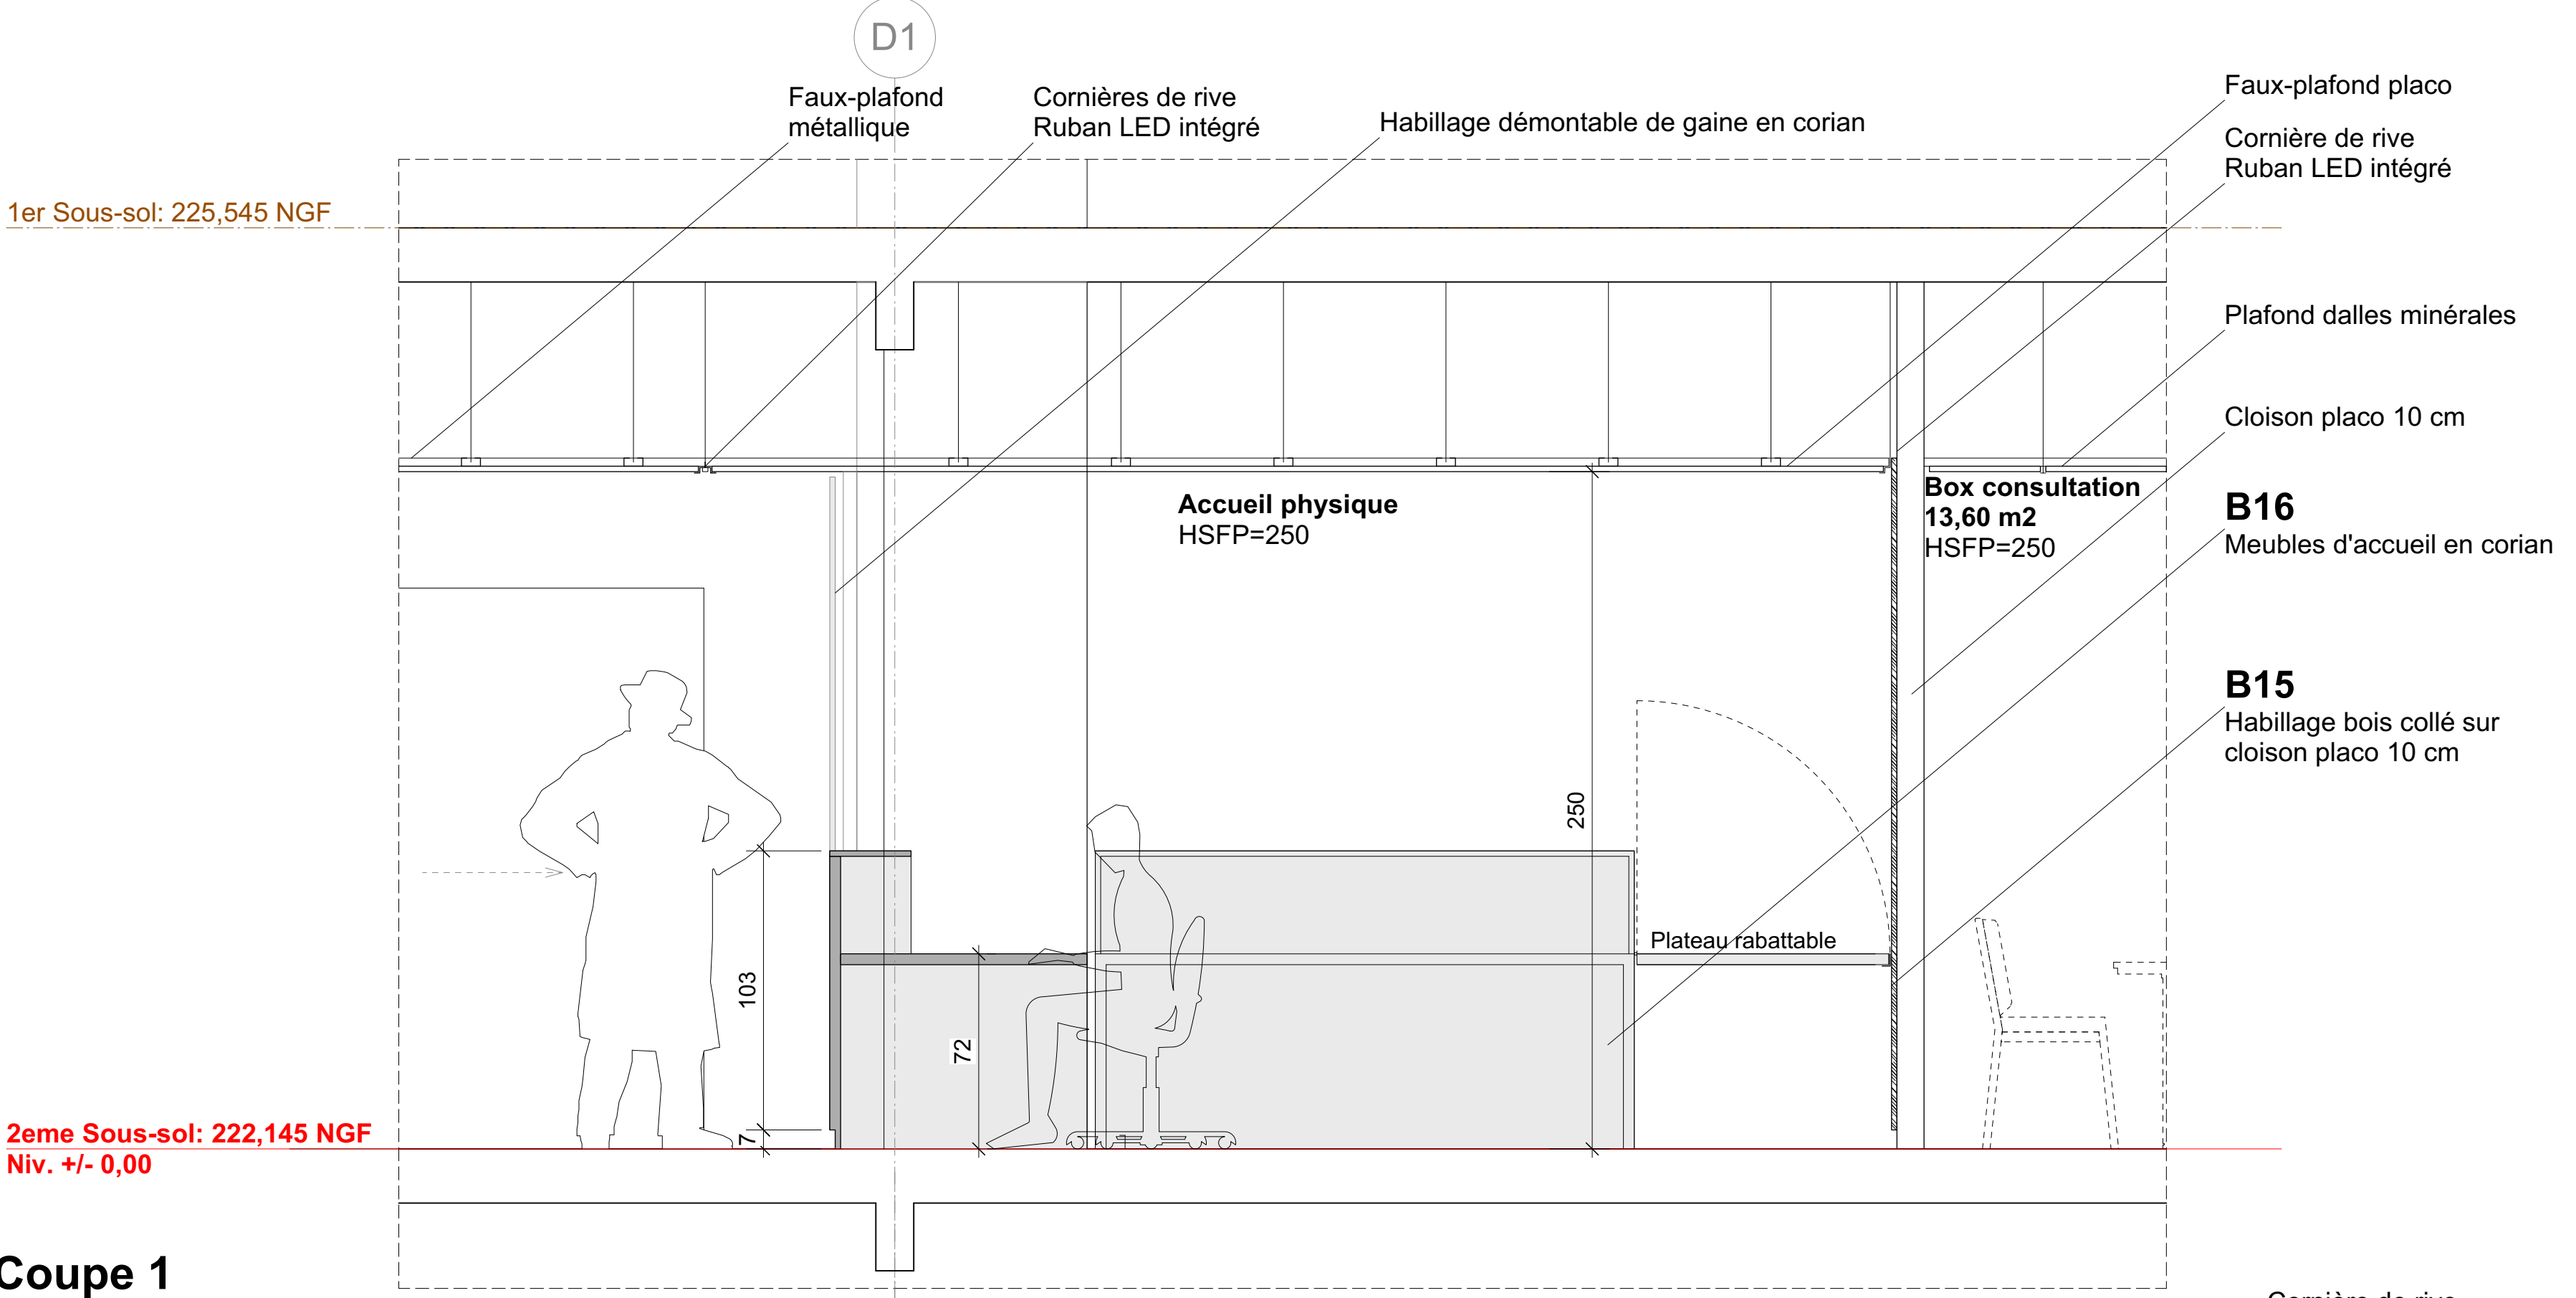 D1
Faux-plafond
métallique
Cornières de rive
Ruban LED intégré
Habillage démontable de gaine en corian
Faux-plafond placo
Cornière de rive
Ruban LED intégré
1er Sous-sol: 225,545 NGF
Plafond dalles minérales
Cloison placo 10 cm
Accueil physique
HSFP=250
Box consultation
13,60 m2
HSFP=250
B16
Meubles d'accueil en corian
B15
Habillage bois collé sur
cloison placo 10 cm
250
Plateau rabattable
103
72
7
2eme Sous-sol: 222,145 NGF
Niv. +/- 0,00
Coupe 1
Cornière de rive